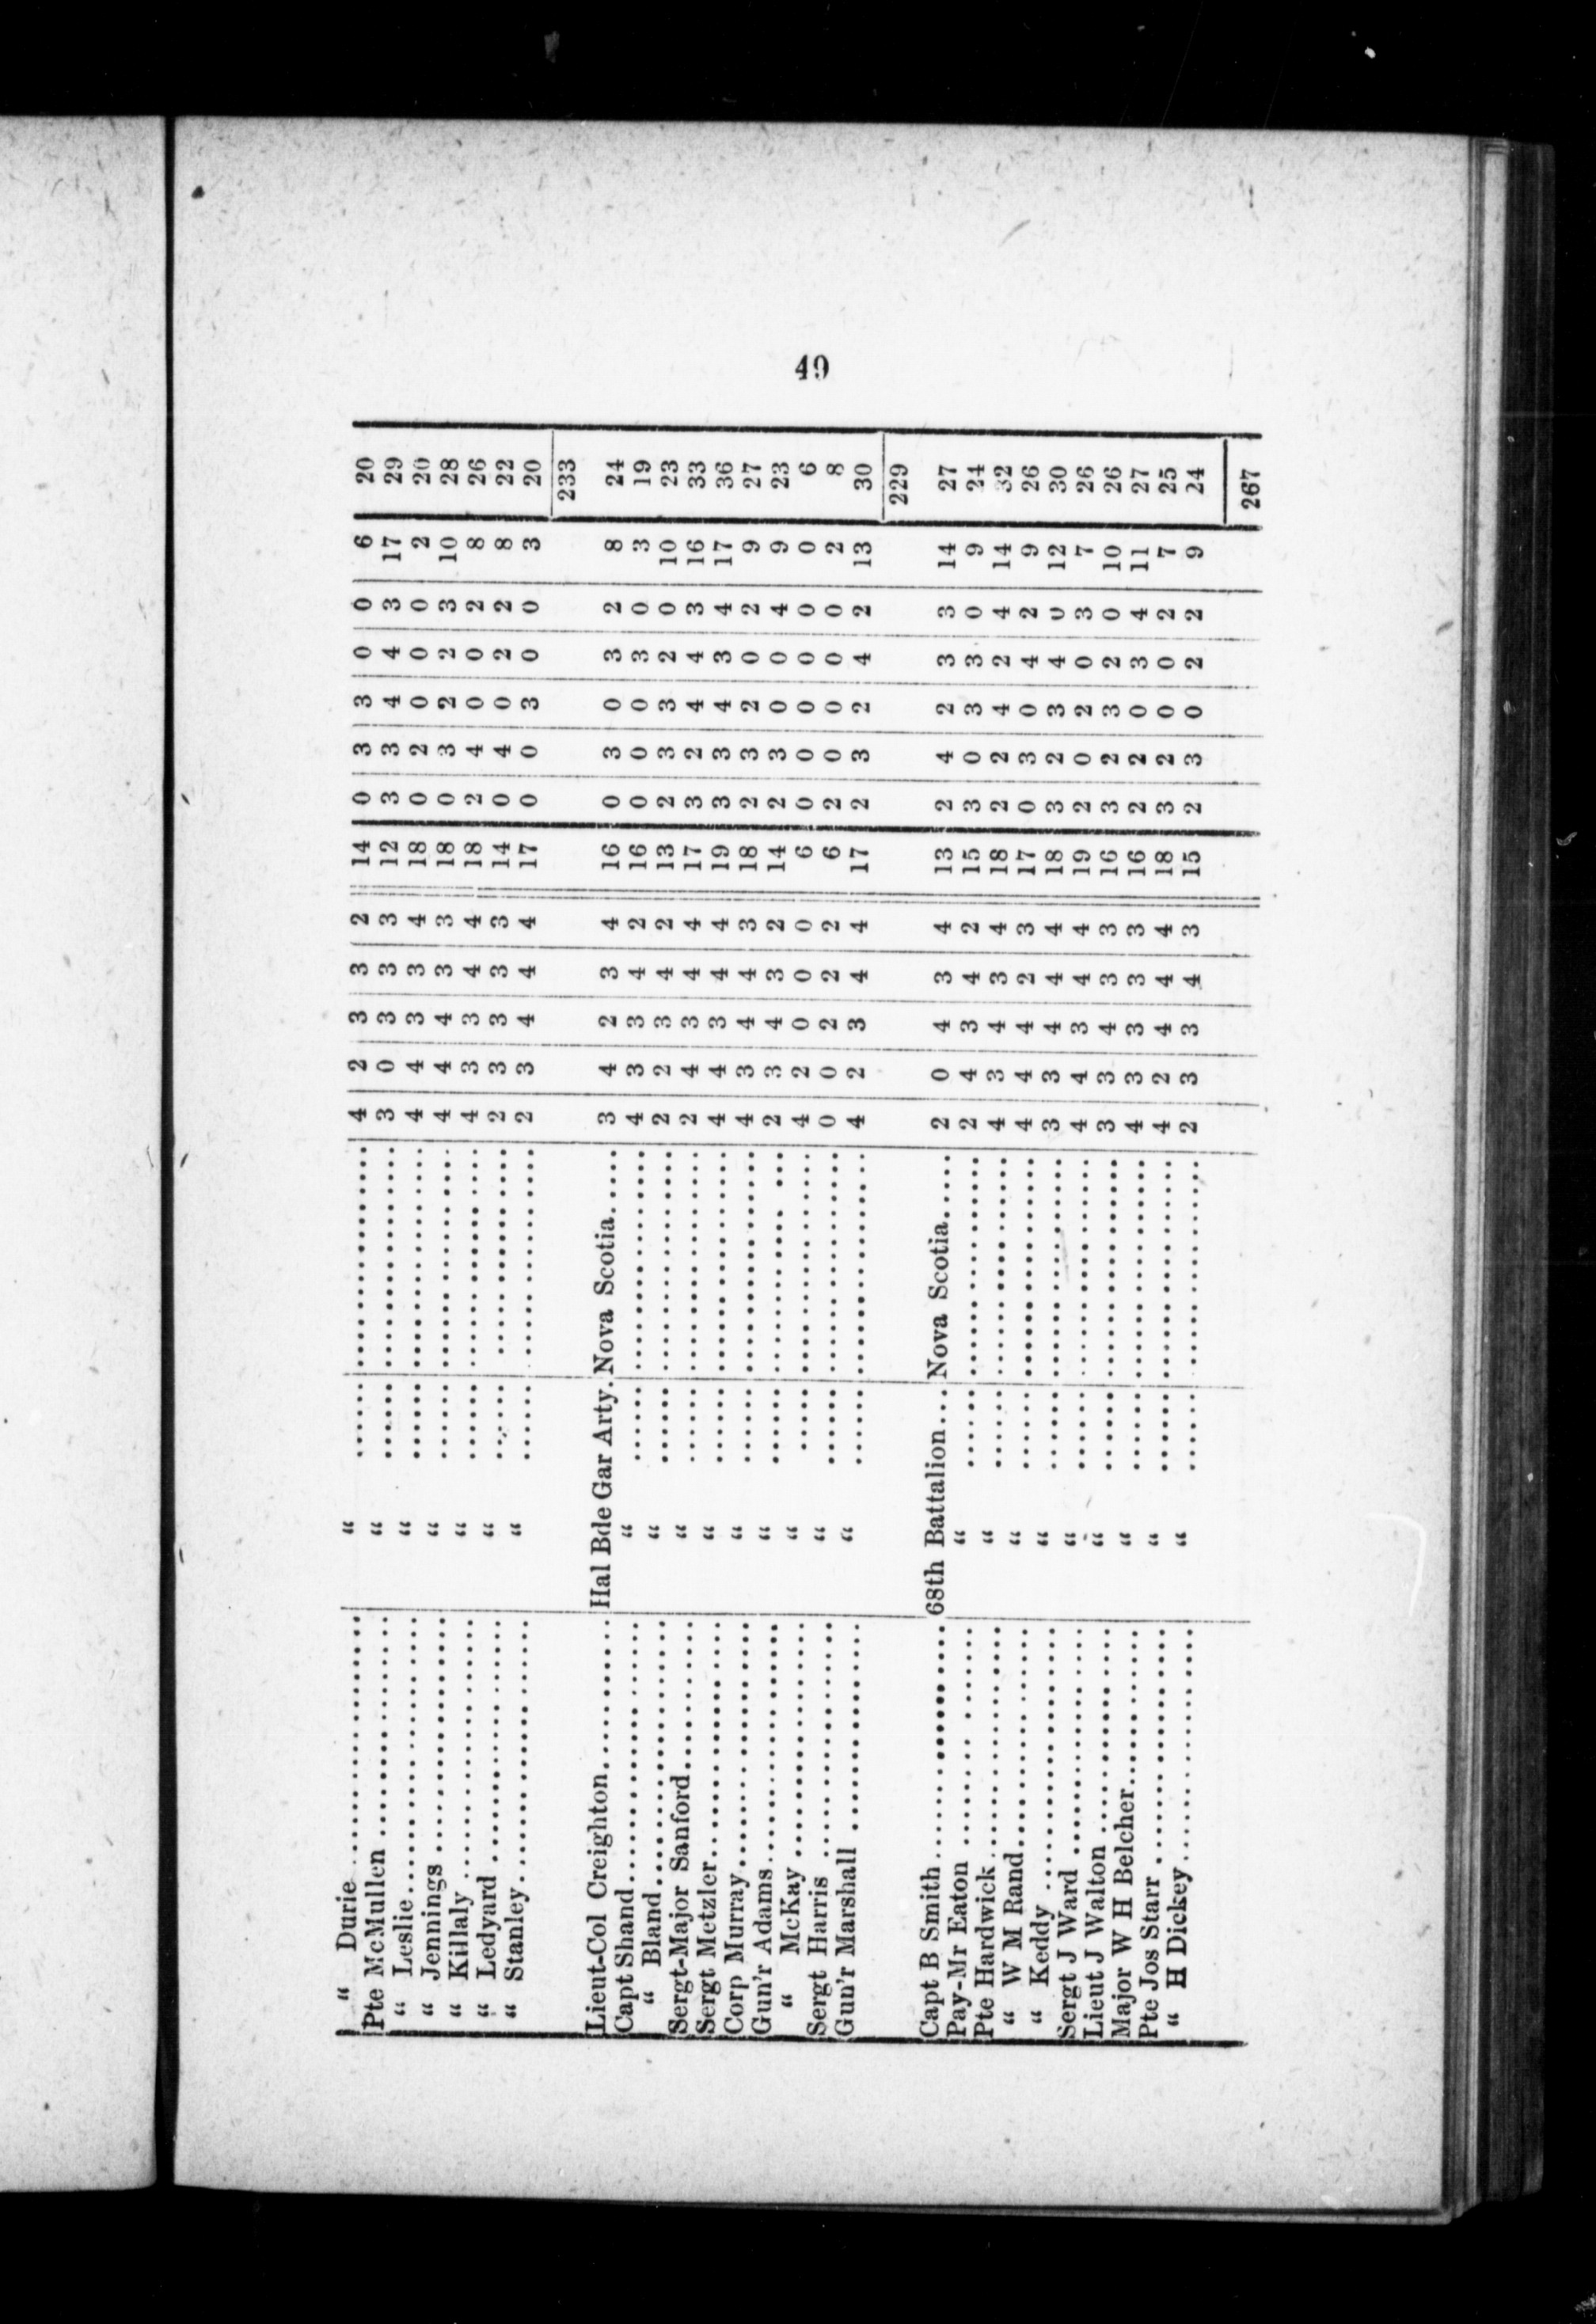 49
“ Durie “ 4 2 3 3 2 14 0 3 3 0 0 6 20
Pte McMullen “ 3 0 3 3 3 12 3 3 4 4 3 17 29
“ Leslie “ 4 4 3 3 4 18 0 2 0 0 0 2 20
“ Jennings “ 4 4 4 3 3 18 0 3 2 2 3 10 28
“ Killaly “ 4 3 3 4 4 18 2 4 0 0 2 8 26
“ Ledyard “ 2 3 3 3 3 14 0 4 0 2 2 8 22
“ Stanley “ 2 3 4 4 4 17 0 0 3 0 0 3 20
233
Lieut-Col Creighton Hal Bde Gar Arty. Nova Scotia 3 4 2 3 4 16 0 3 0 3 2 8 24
Capt Shand “ 4 3 3 4 2 16 0 0 0 3 0 3 19
“ Bland “ 2 2 3 4 2 13 2 3 3 2 0 10 23
Sergt-Major Sanford “ 2 4 3 4 4 17 3 2 4 4 3 16 33
Sergt Metzler “ 4 4 3 4 4 19 3 3 4 3 4 17 36
Corp Murray “ 4 3 4 4 3 18 2 3 2 0 2 9 27
Gun'r Adams “ 2 3 4 3 2 14 2 3 0 0 4 9 23
“ McKay “ 4 2 0 0 0 6 0 0 0 0 0 0 6
Sergt Harris “ 0 0 2 2 2 6 2 0 0 0 0 2 8
Gun'r Marshall “ 4 2 3 4 4 17 2 3 2 4 2 13 30
229
Capt B Smith 68th Battalion Nova Scotia 2 0 4 3 4 13 2 4 2 3 3 14 27
Pay-Mr Eaton “ 2 4 3 4 2 15 3 0 3 3 0 9 24
Pte Hardwick “ 4 3 4 3 4 18 2 2 4 2 4 14 32
“ W M Rand “ 4 4 4 2 3 17 0 3 0 4 2 9 26
“ Keddy “ 3 3 4 4 4 18 3 2 3 4 0 12 30
Sergt J Ward “ 4 4 3 4 4 19 2 0 2 0 3 7 26
Lieut J Walton “ 3 3 4 3 3 16 3 2 3 2 0 10 26
Major W H Belcher “ 4 3 3 3 3 16 2 2 0 3 4 11 27
Pte Jos Starr “ 4 2 4 4 4 18 3 2 0 0 2 7 25
“ H Dickey “ 2 3 3 4 3 15 2 3 0 2 2 9 24
267